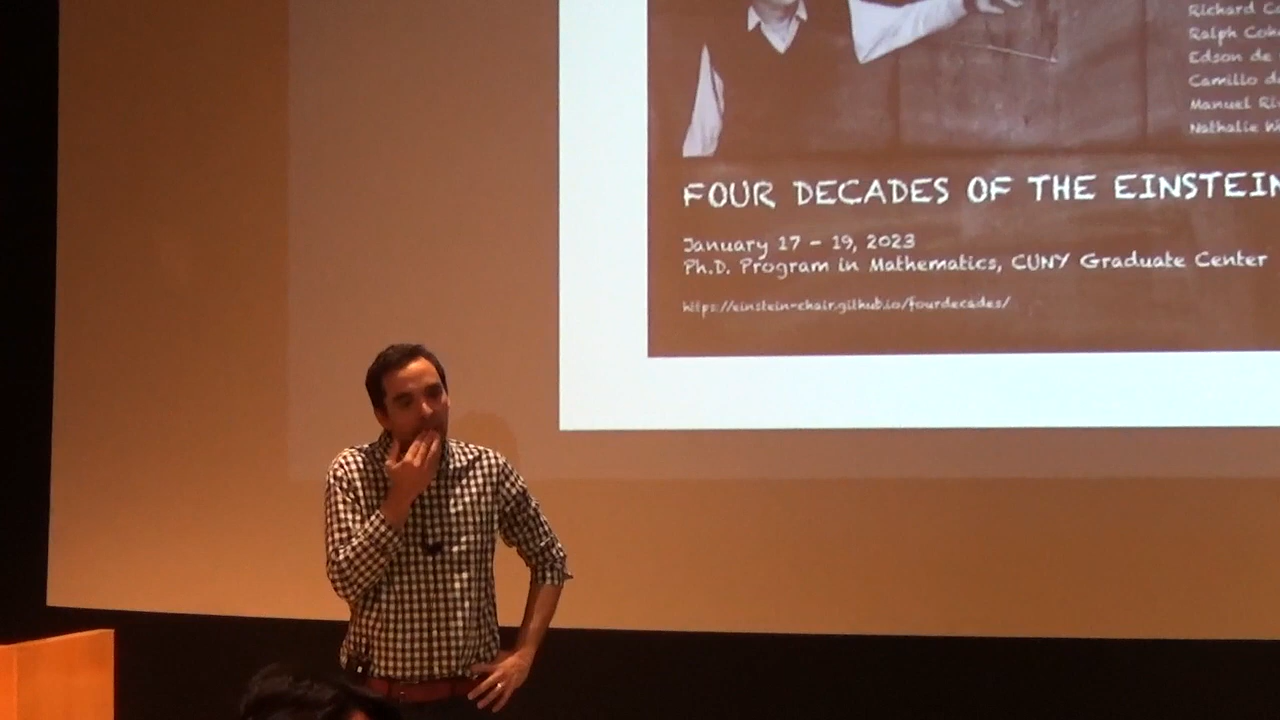 Richard
Ralph
Edson de
Camillo
Manuel
Nathalie
FOUR DECADES OF THE EINSTEIN
January 17 - 19, 2023
Ph.D. Program in Mathematics, CUNY Graduate Center
https://einstein-chair.github.io/fourdecades/